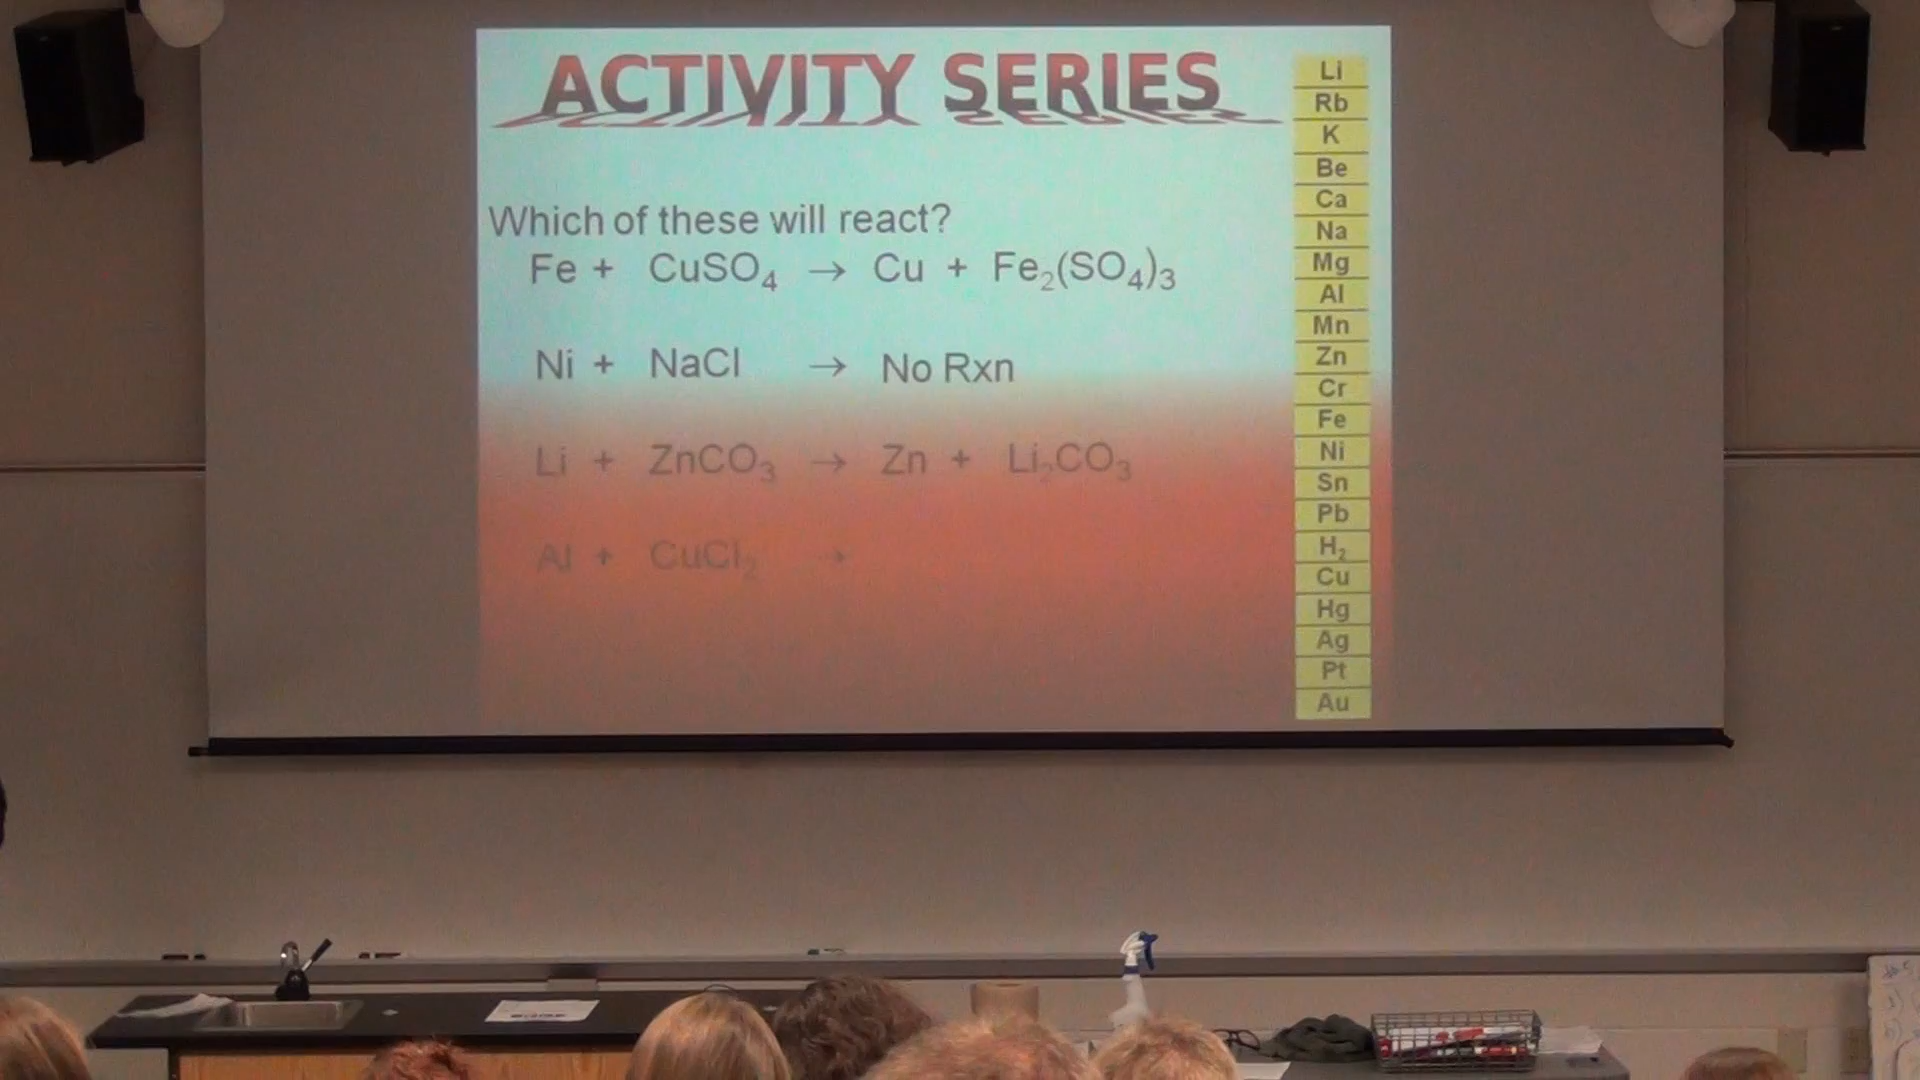 ACTIVITY SERIES
Which of these will react?
Fe + CuSO₄ → Cu + Fe₂(SO₄)₃
Ni + NaCl → No Rxn
Li + ZnCO₃ → Zn + Li₂CO₃
Al + CuCl₂ →
Li
Rb
K
Be
Ca
Na
Mg
Al
Mn
Zn
Cr
Fe
Ni
Sn
Pb
H₂
Cu
Hg
Ag
Pt
Au